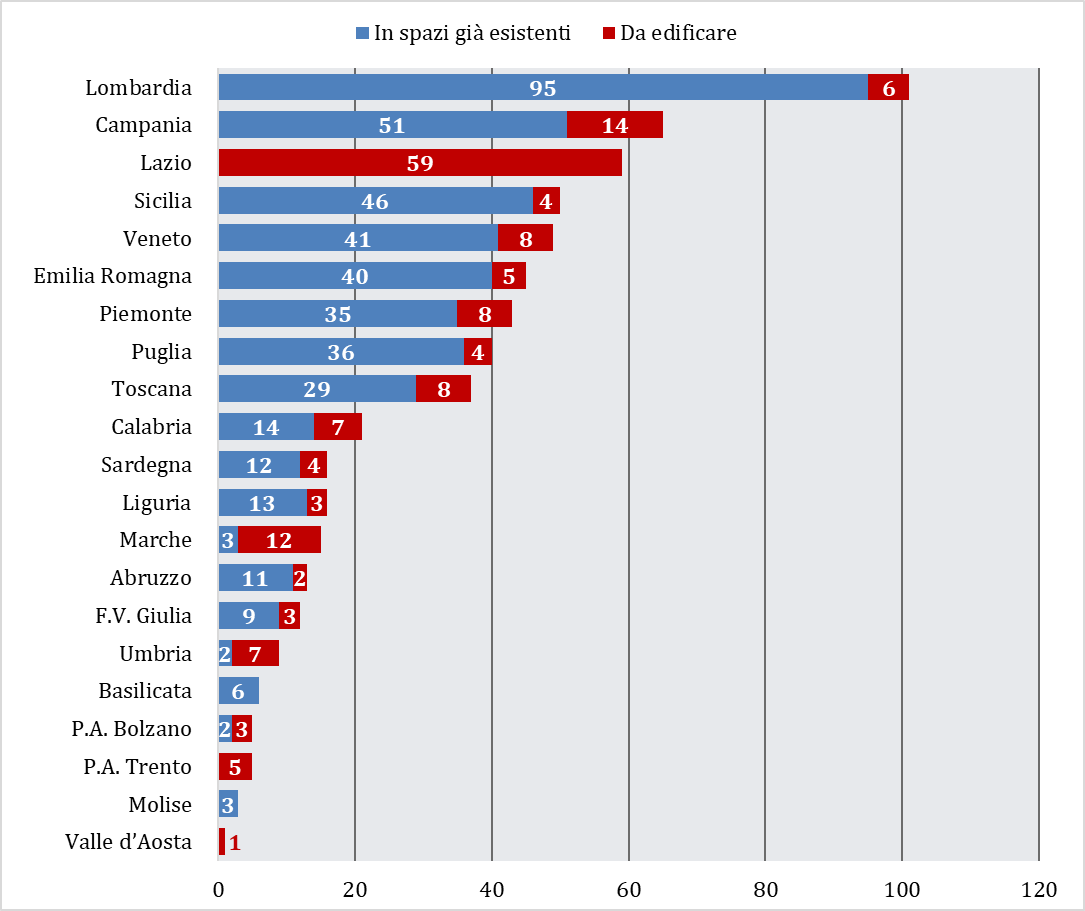 In spazi già esistenti Da edificare
Lombardia 95 6
Campania 51 14
Lazio 59
Sicilia 46 4
Veneto 41 8
Emilia Romagna 40 5
Piemonte 35 8
Puglia 36 4
Toscana 29 8
Calabria 14 7
Sardegna 12 4
Liguria 13 3
Marche 3 12
Abruzzo 11 2
F.V. Giulia 9 3
Umbria 2 7
Basilicata 6
P.A. Bolzano 2 3
P.A. Trento 5
Molise 3
Valle d’Aosta 1
0 20 40 60 80 100 120